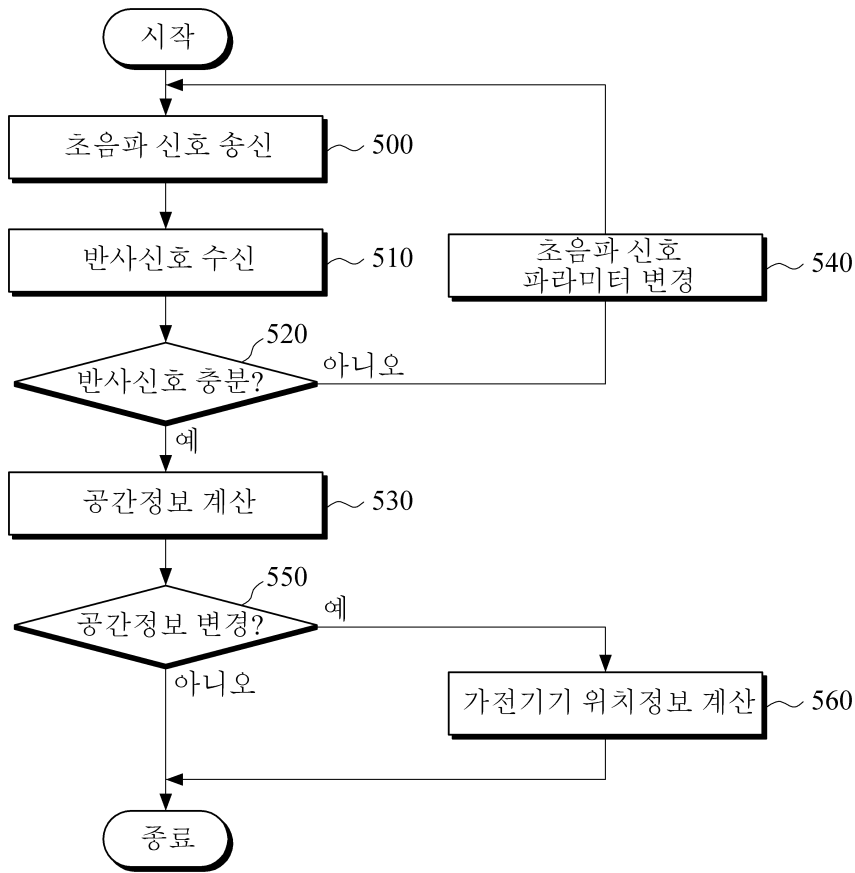 시작
초음파 신호 송신
500
반사신호 수신
510
초음파 신호
파라미터 변경
540
520
반사신호 충분?
아니오
예
공간정보 계산
530
550
공간정보 변경?
예
아니오
가전기기 위치정보 계산
560
종료